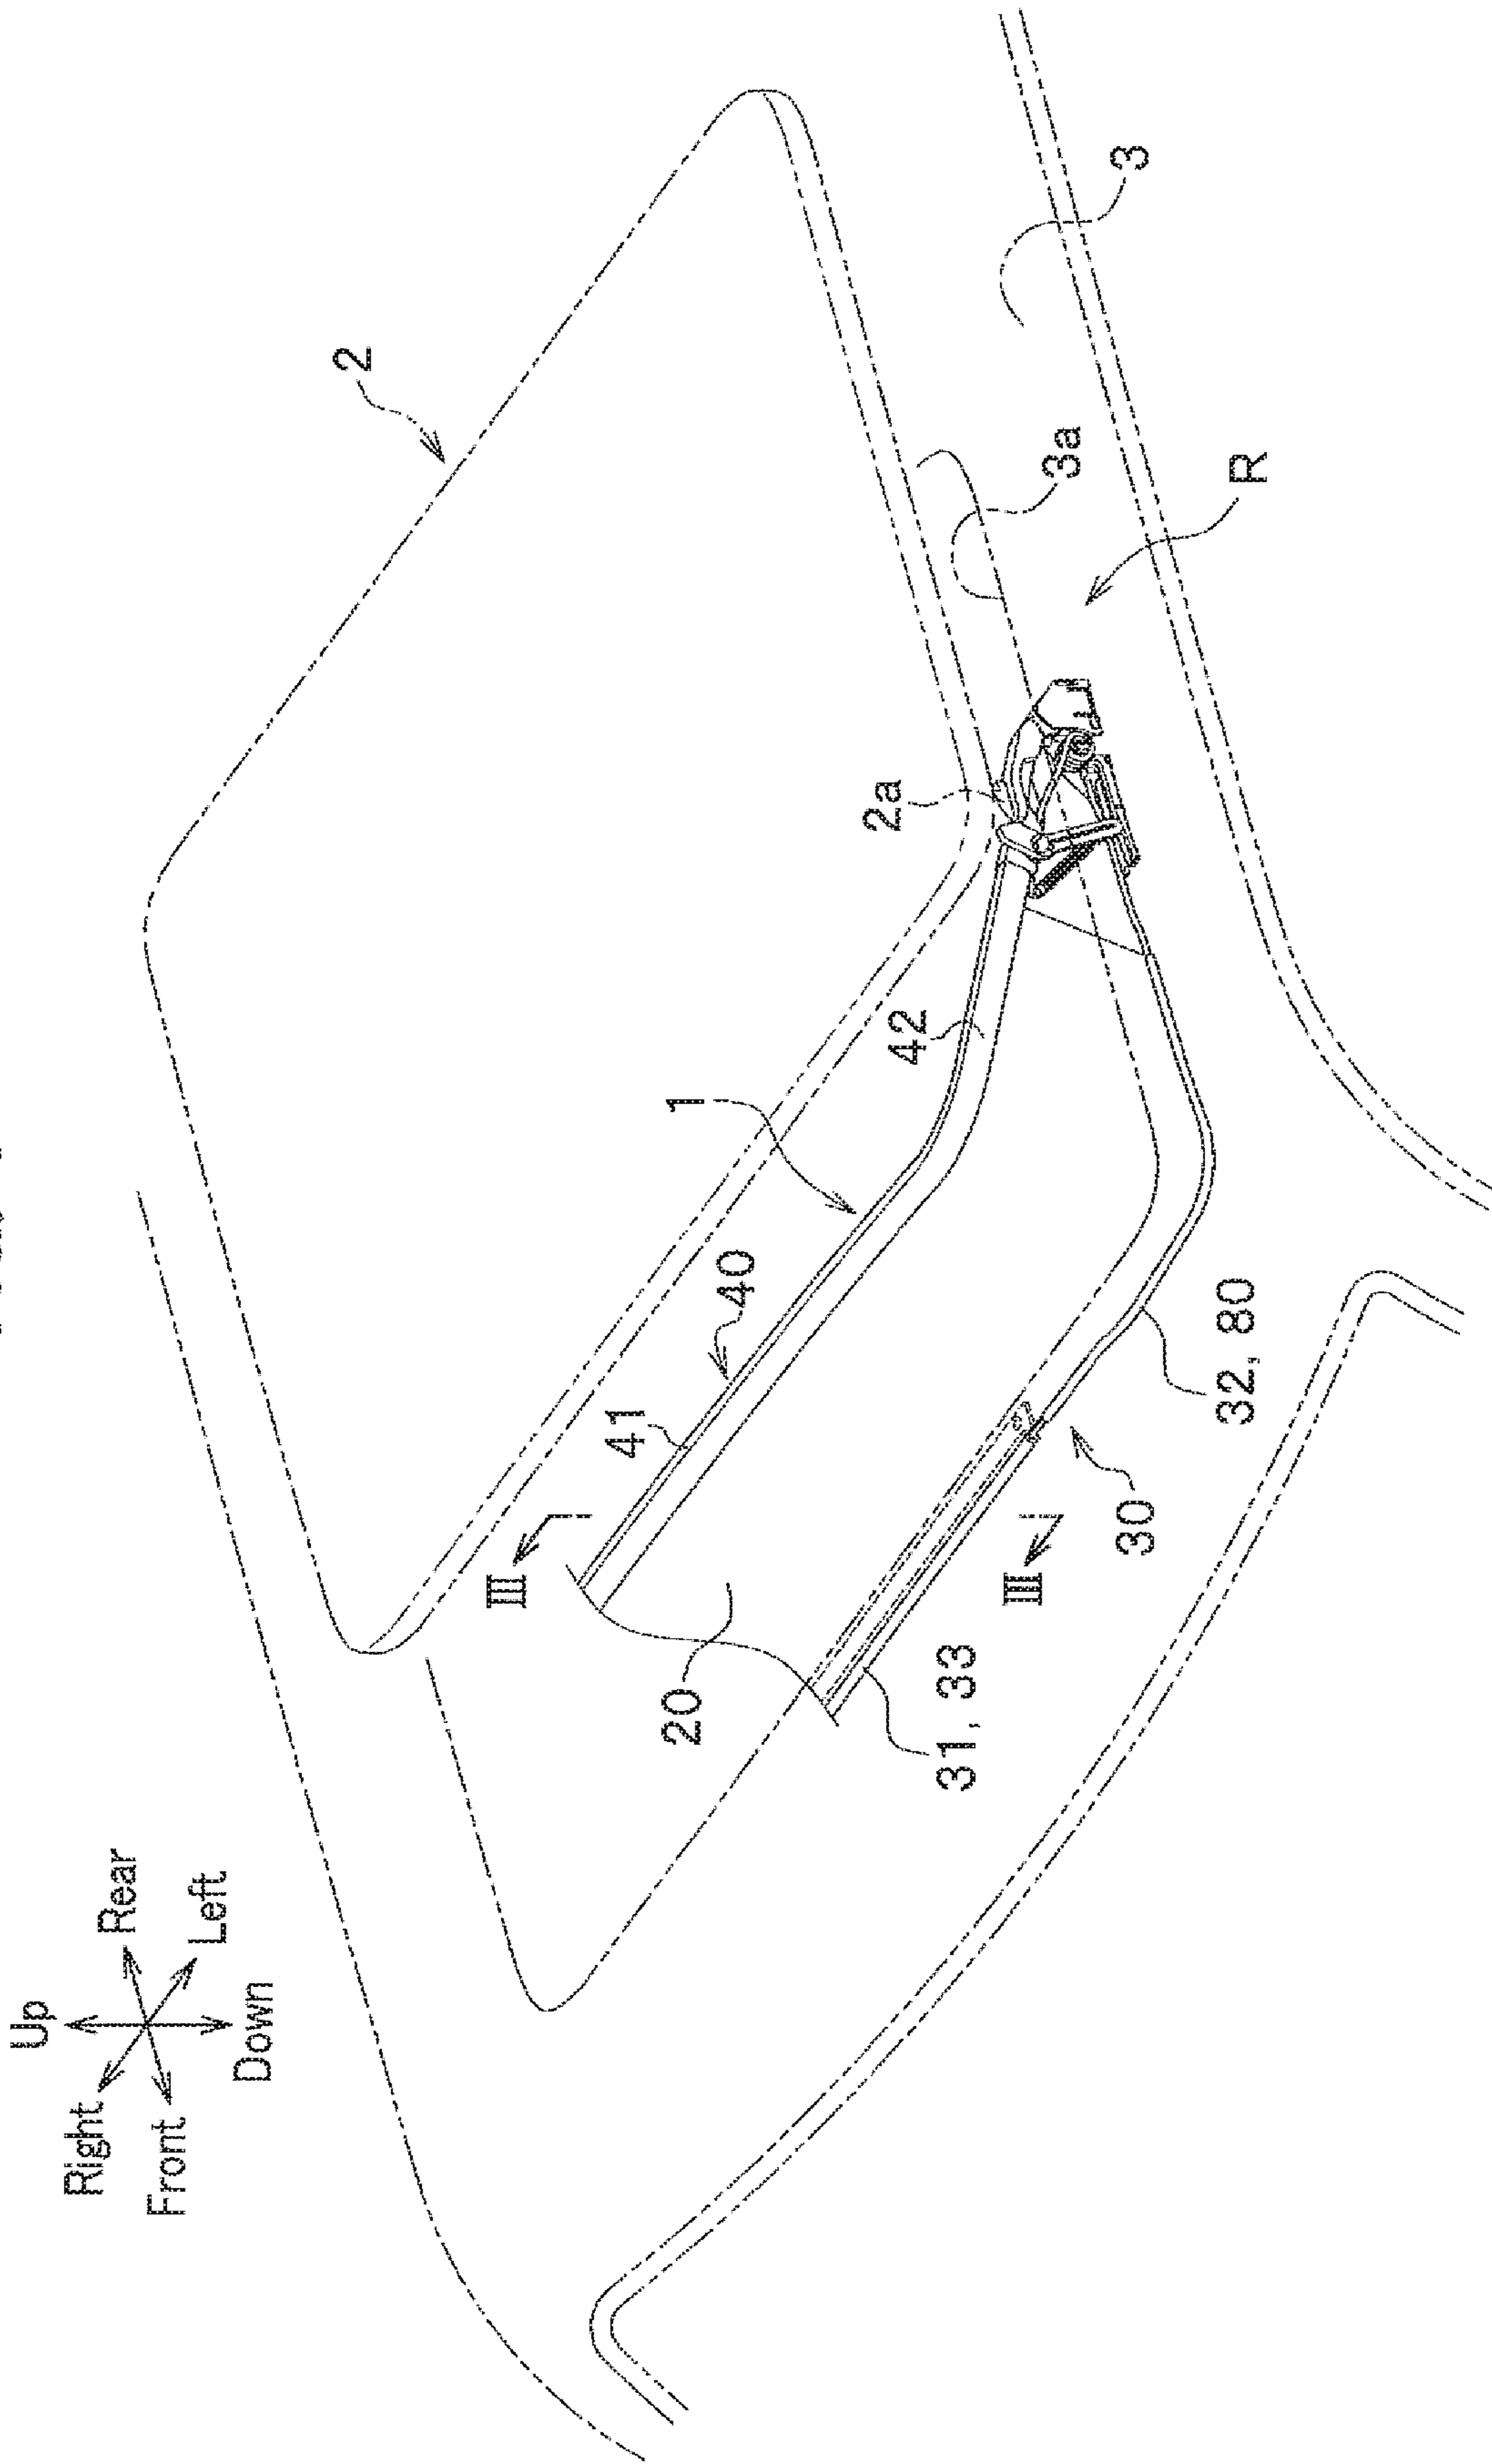 Up
Right
Rear
Front
Left
Down
2
1
40
41
42
2a
3
3a
R
III
20
III
31, 33
30
32, 80